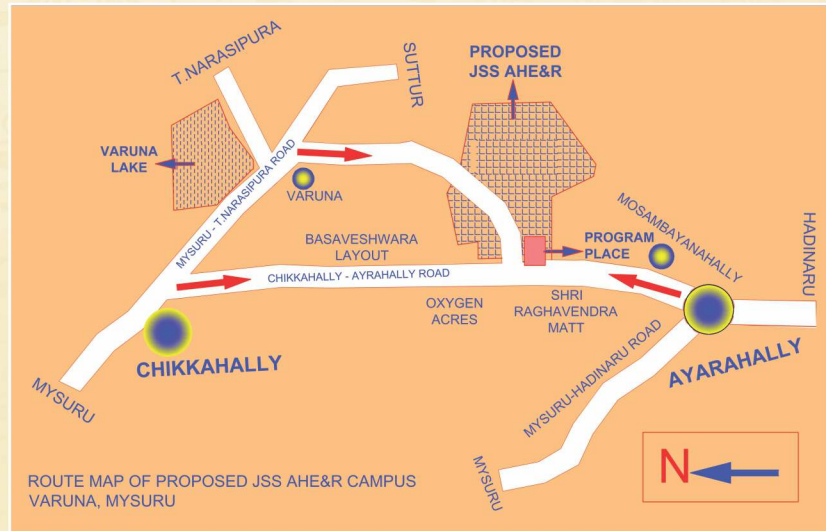 T.NARASIPURA
SUTTUR
PROPOSED
JSS AHE&R
VARUNA
LAKE
MYSURU - T.NARASIPURA ROAD
VARUNA
BASAVESHWARA
LAYOUT
MOSAMBAYANAHALLY
HADINARU
PROGRAM
PLACE
CHIKKAHALLY - AYRAHALLY ROAD
OXYGEN
ACRES
SHRI
RAGHAVENDRA
MATT
CHIKKAHALLY
MYSURU
MYSURU-HADINARU ROAD
AYARAHALLY
MYSURU
N
ROUTE MAP OF PROPOSED JSS AHE&R CAMPUS
VARUNA, MYSURU